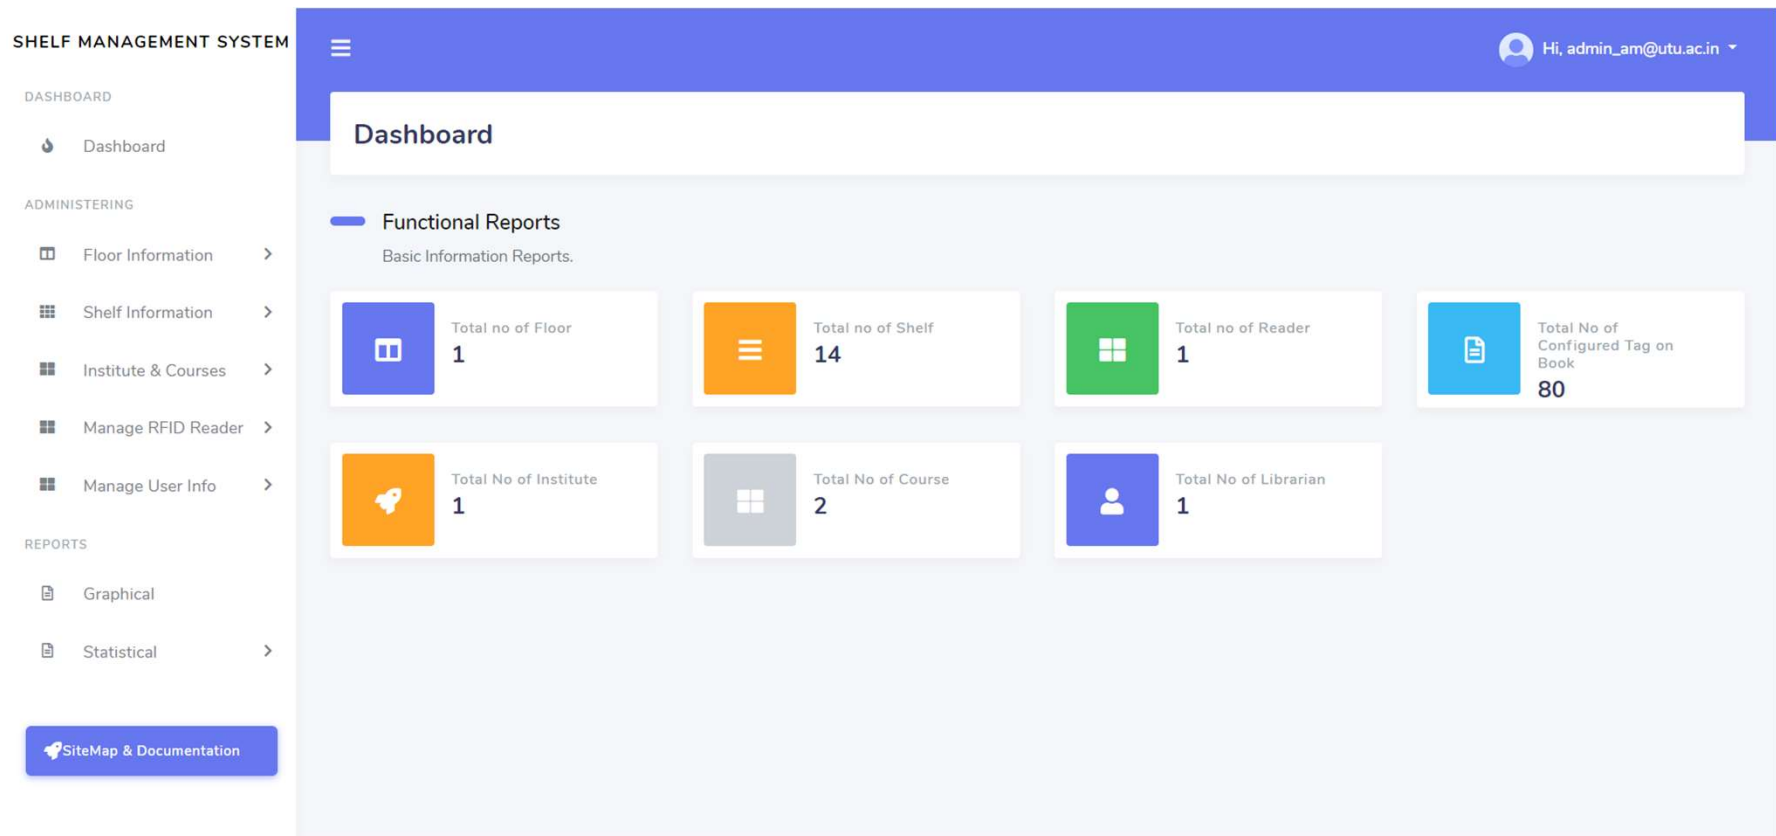 SHELF MANAGEMENT SYSTEM
DASHBOARD
Dashboard
ADMINISTERING
Floor Information
Shelf Information
Institute & Courses
Manage RFID Reader
Manage User Info
REPORTS
Graphical
Statistical
SiteMap & Documentation
Hi, admin_am@utu.ac.in
Dashboard
Functional Reports
Basic Information Reports.
Total no of Floor
1
Total no of Shelf
14
Total no of Reader
1
Total No of
Configured Tag on
Book
80
Total No of Institute
1
Total No of Course
2
Total No of Librarian
1